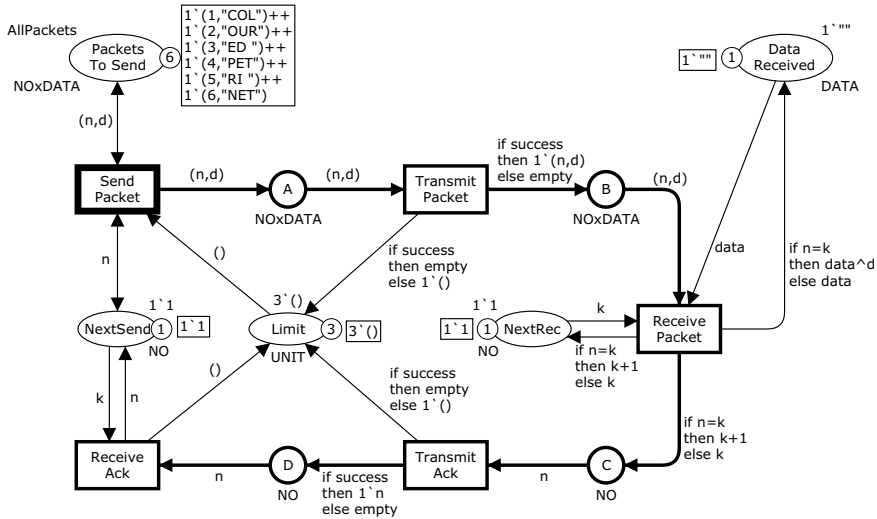 AllPackets
Packets
To Send
6
NOxDATA
1`(1,"COL")++
1`(2,"OUR")++
1`(3,"ED ")++
1`(4,"PET")++
1`(5,"RI ")++
1`(6,"NET")
1`""
1`""
1
Data
Received
DATA
(n,d)
Send
Packet
(n,d)
A
NOxDATA
(n,d)
Transmit
Packet
if success
then 1`(n,d)
else empty
B
NOxDATA
(n,d)
n
()
if success
then empty
else 1`()
data
if n=k
then data^d
else data
1`1
NextSend
1
1`1
NO
3`()
Limit
3
3`()
UNIT
1`1
1`1
1
NextRec
NO
k
if n=k
then k+1
else k
Receive
Packet
k
n
()
if success
then empty
else 1`()
if n=k
then k+1
else k
Receive
Ack
n
D
NO
if success
then 1`n
else empty
Transmit
Ack
n
C
NO